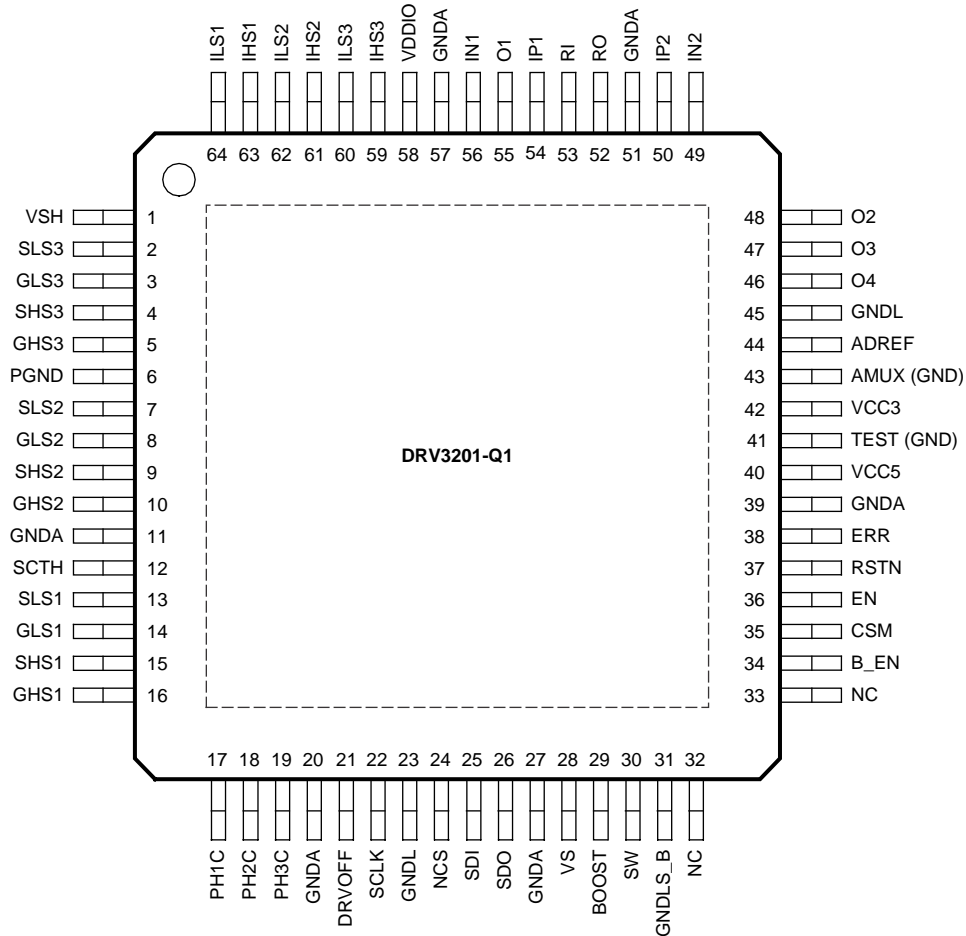 ILS1
IHS1
ILS2
IHS2
ILS3
IHS3
VDDIO
GNDA
IN1
O1
IP1
RI
RO
GNDA
IP2
IN2
64 63 62 61 60 59 58 57 56 55 54 53 52 51 50 49
VSH 1
SLS3 2
GLS3 3
SHS3 4
GHS3 5
PGND 6
SLS2 7
GLS2 8
SHS2 9
GHS2 10
GNDA 11
SCTH 12
SLS1 13
GLS1 14
SHS1 15
GHS1 16
DRV3201-Q1
48 O2
47 O3
46 O4
45 GNDL
44 ADREF
43 AMUX (GND)
42 VCC3
41 TEST (GND)
40 VCC5
39 GNDA
38 ERR
37 RSTN
36 EN
35 CSM
34 B_EN
33 NC
17 18 19 20 21 22 23 24 25 26 27 28 29 30 31 32
PH1C
PH2C
PH3C
GNDA
DRVOFF
SCLK
GNDL
NCS
SDI
SDO
GNDA
VS
BOOST
SW
GNDLS_B
NC